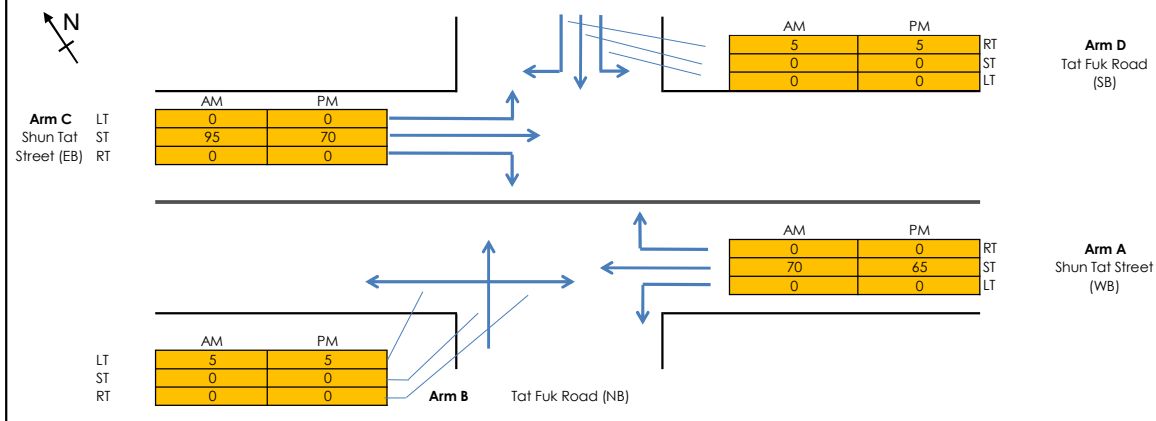 N
AM PM
5 5 RT
0 0 ST
0 0 LT
Arm D
Tat Fuk Road
(SB)
AM PM
Arm C LT 0 0
Shun Tat ST 95 70
Street (EB) RT 0 0
AM PM
0 0 RT
70 65 ST
0 0 LT
Arm A
Shun Tat Street
(WB)
AM PM
LT 5 5
ST 0 0
RT 0 0
Arm B Tat Fuk Road (NB)